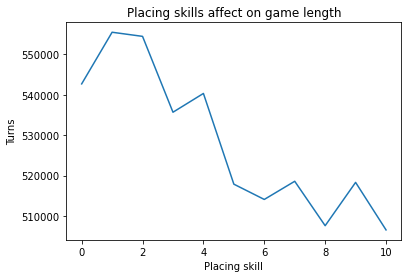 Placing skills affect on game length
550000
540000
530000
520000
510000
Turns
0 2 4 6 8 10
Placing skill